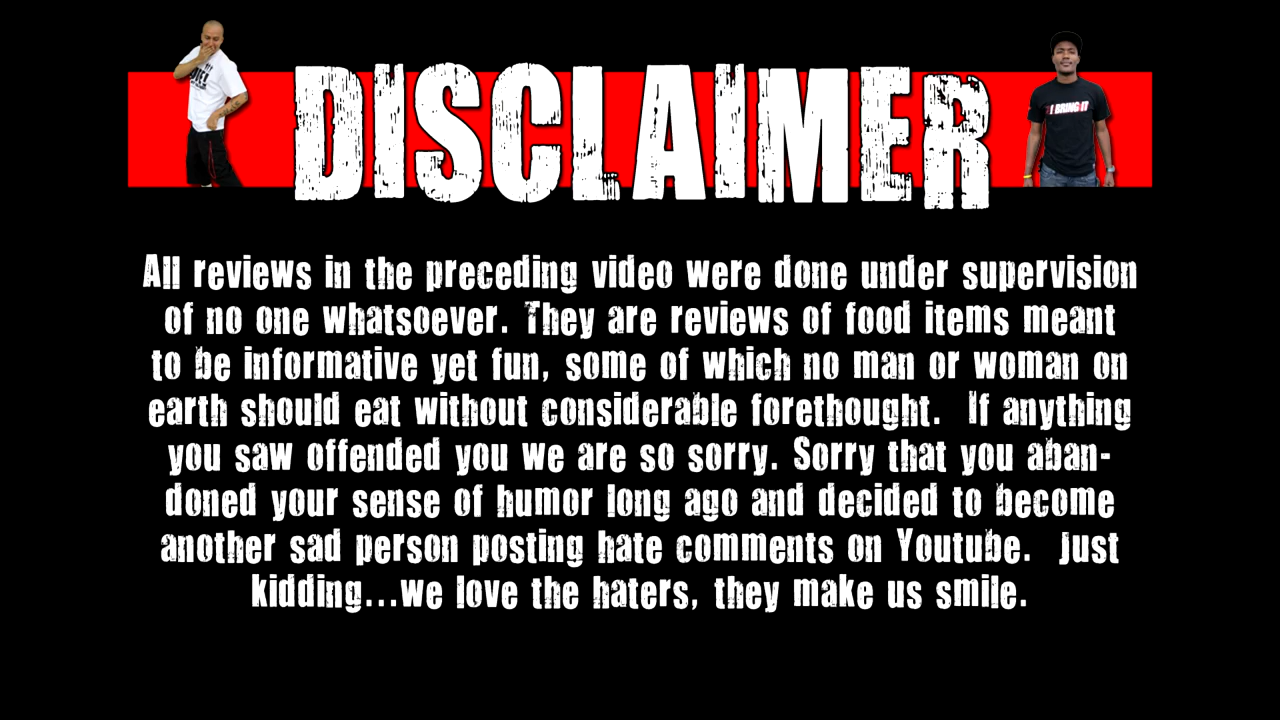 DISCLAIMER
I BRING IT
All reviews in the preceding video were done under supervision
of no one whatsoever. They are reviews of food items meant
to be informative yet fun, some of which no man or woman on
earth should eat without considerable forethought. If anything
you saw offended you we are so sorry. Sorry that you aban-
doned your sense of humor long ago and decided to become
another sad person posting hate comments on Youtube. Just
kidding...we love the haters, they make us smile.